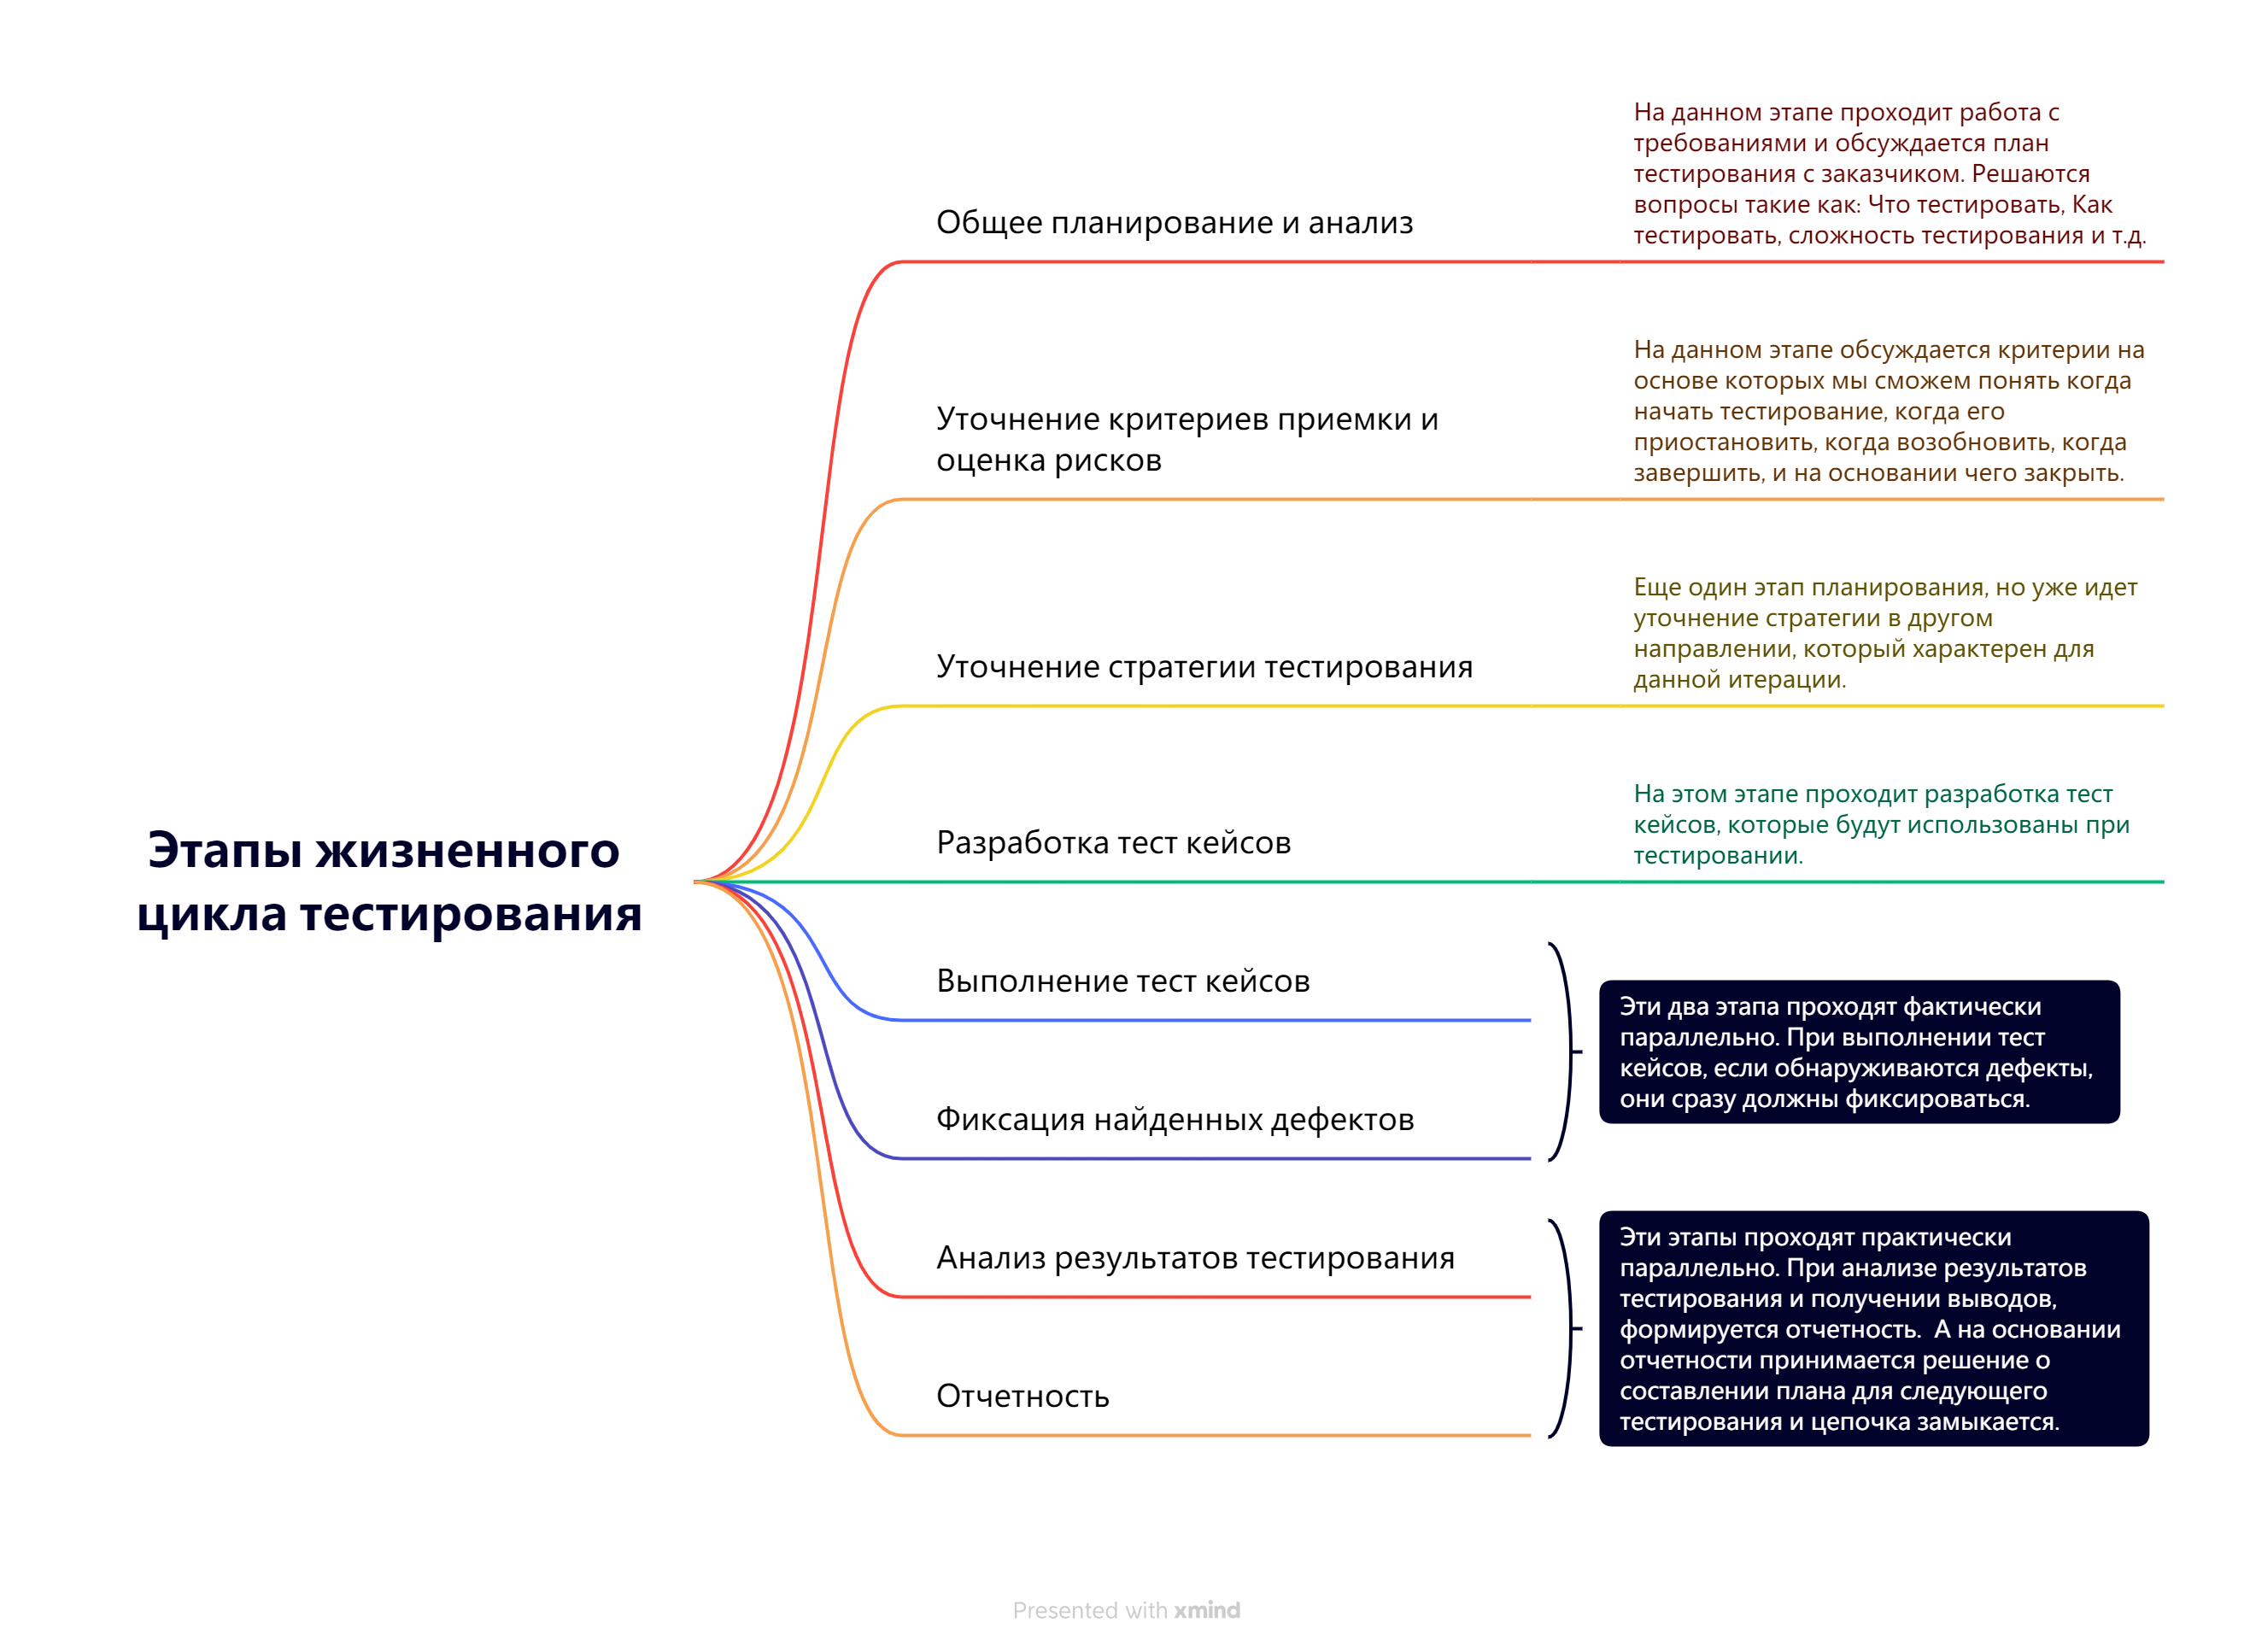 Этапы жизненного
цикла тестирования
Общее планирование и анализ
На данном этапе проходит работа с
требованиями и обсуждается план
тестирования с заказчиком. Решаются
вопросы такие как: Что тестировать, Как
тестировать, сложность тестирования и т.д.
Уточнение критериев приемки и
оценка рисков
На данном этапе обсуждается критерии на
основе которых мы сможем понять когда
начать тестирование, когда его
приостановить, когда возобновить, когда
завершить, и на основании чего закрыть.
Уточнение стратегии тестирования
Еще один этап планирования, но уже идет
уточнение стратегии в другом
направлении, который характерен для
данной итерации.
Разработка тест кейсов
На этом этапе проходит разработка тест
кейсов, которые будут использованы при
тестировании.
Выполнение тест кейсов
Фиксация найденных дефектов
Эти два этапа проходят фактически
параллельно. При выполнении тест
кейсов, если обнаруживаются дефекты,
они сразу должны фиксироваться.
Анализ результатов тестирования
Отчетность
Эти этапы проходят практически
параллельно. При анализе результатов
тестирования и получении выводов,
формируется отчетность.  А на основании
отчетности принимается решение о
составлении плана для следующего
тестирования и цепочка замыкается.
Presented with xmind